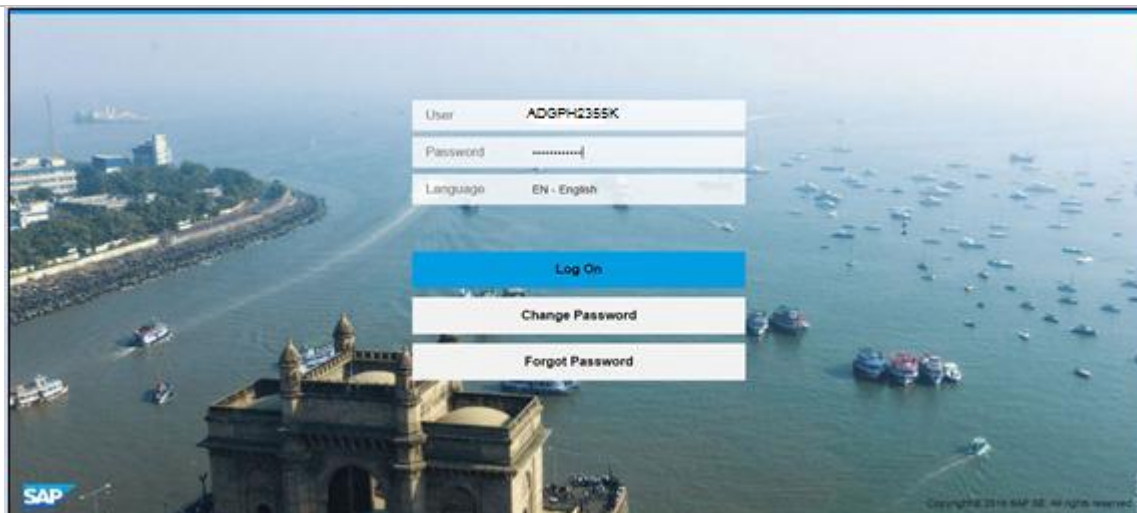 User ADGPH2355K
Password ············
Language EN - English
Log On
Change Password
Forgot Password
SAP